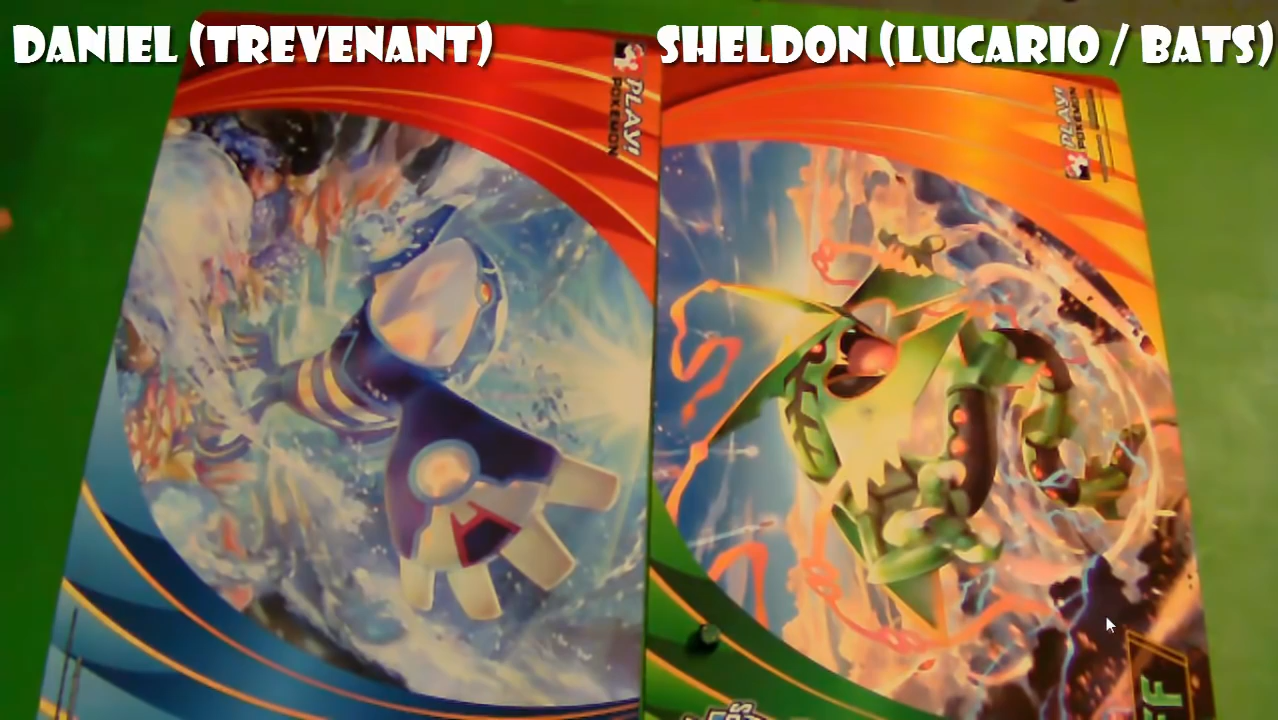 DANIEL (TREVENANT)
SHELDON (LUCARIO / BATS)
PLAY!
POKÉMON
PLAY!
POKÉMON